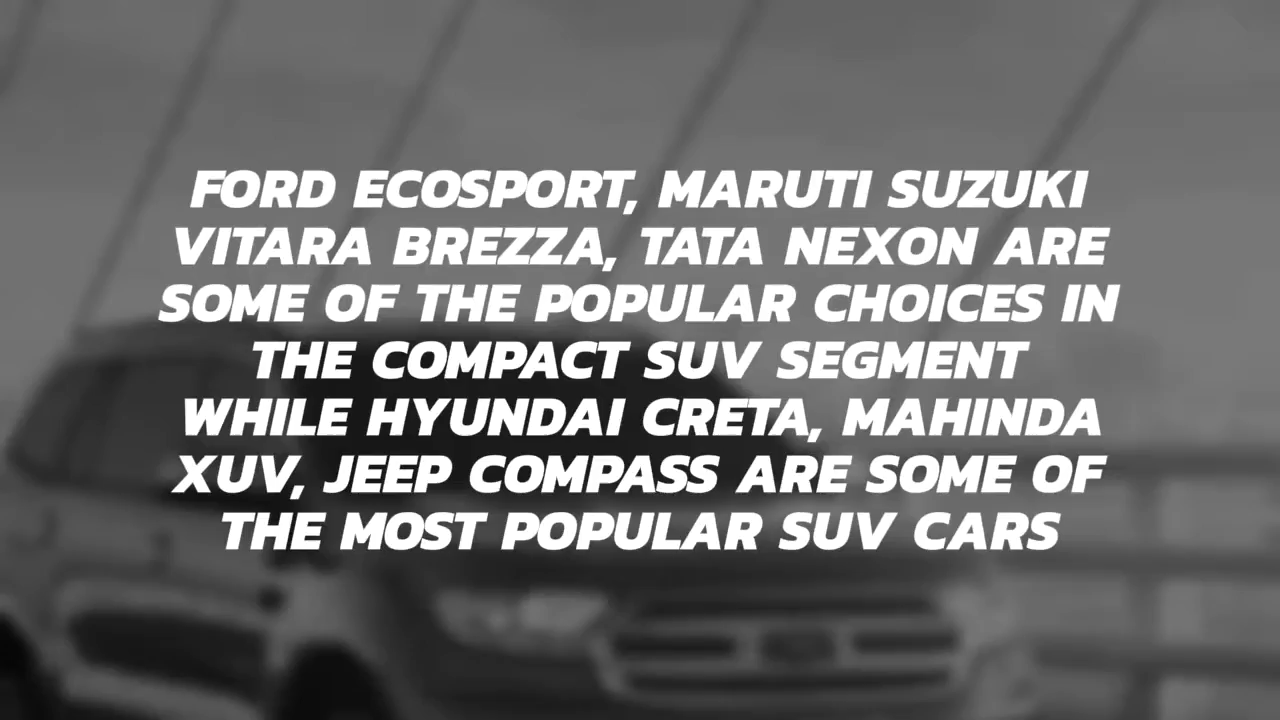 FORD ECOSPORT, MARUTI SUZUKI
VITARA BREZZA, TATA NEXON ARE
SOME OF THE POPULAR CHOICES IN
THE COMPACT SUV SEGMENT
WHILE HYUNDAI CRETA, MAHINDA
XUV, JEEP COMPASS ARE SOME OF
THE MOST POPULAR SUV CARS